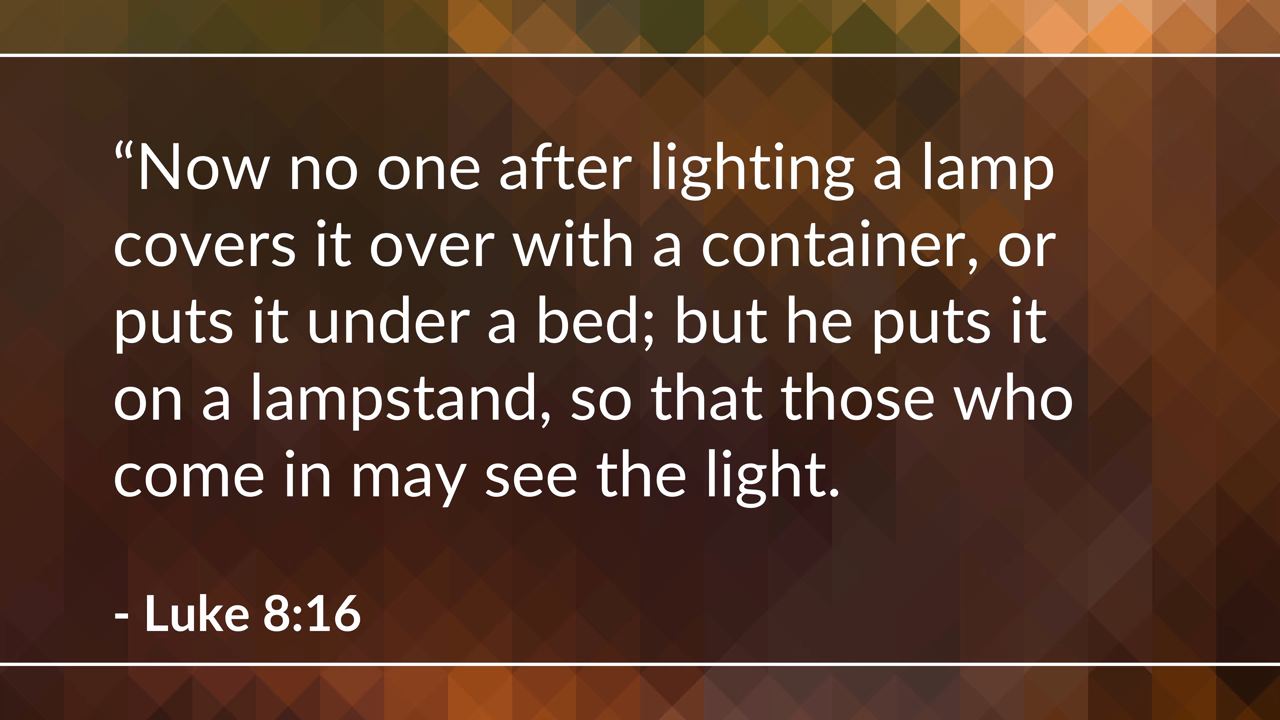 “Now no one after lighting a lamp
covers it over with a container, or
puts it under a bed; but he puts it
on a lampstand, so that those who
come in may see the light.
- Luke 8:16